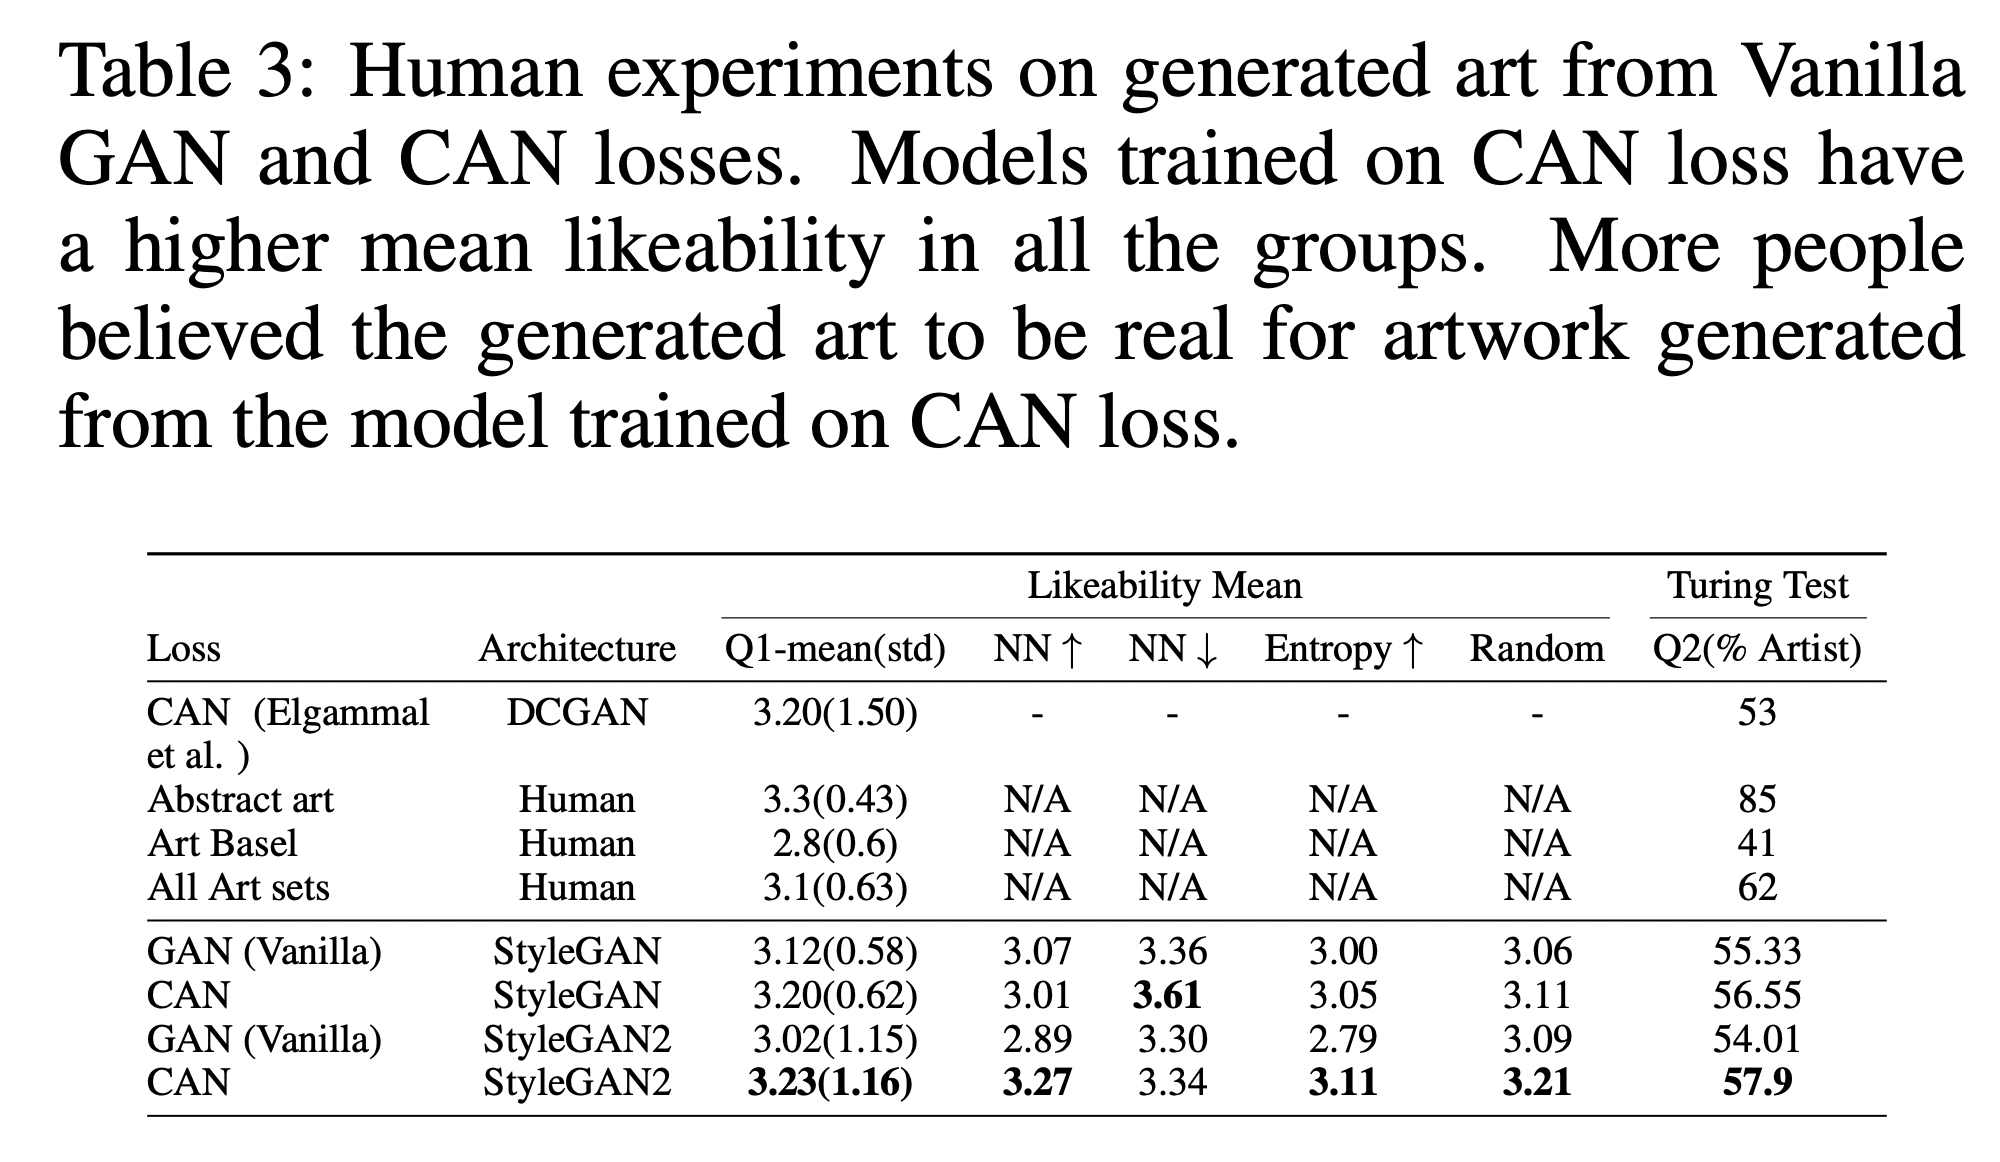 Table 3: Human experiments on generated art from Vanilla
GAN and CAN losses. Models trained on CAN loss have
a higher mean likeability in all the groups. More people
believed the generated art to be real for artwork generated
from the model trained on CAN loss.
Likeability Mean Turing Test
Loss Architecture Q1-mean(std) NN ↑ NN ↓ Entropy ↑ Random Q2(% Artist)
CAN (Elgammal DCGAN 3.20(1.50) - - - - 53
et al. )
Abstract art Human 3.3(0.43) N/A N/A N/A N/A 85
Art Basel Human 2.8(0.6) N/A N/A N/A N/A 41
All Art sets Human 3.1(0.63) N/A N/A N/A N/A 62
GAN (Vanilla) StyleGAN 3.12(0.58) 3.07 3.36 3.00 3.06 55.33
CAN StyleGAN 3.20(0.62) 3.01 3.61 3.05 3.11 56.55
GAN (Vanilla) StyleGAN2 3.02(1.15) 2.89 3.30 2.79 3.09 54.01
CAN StyleGAN2 3.23(1.16) 3.27 3.34 3.11 3.21 57.9